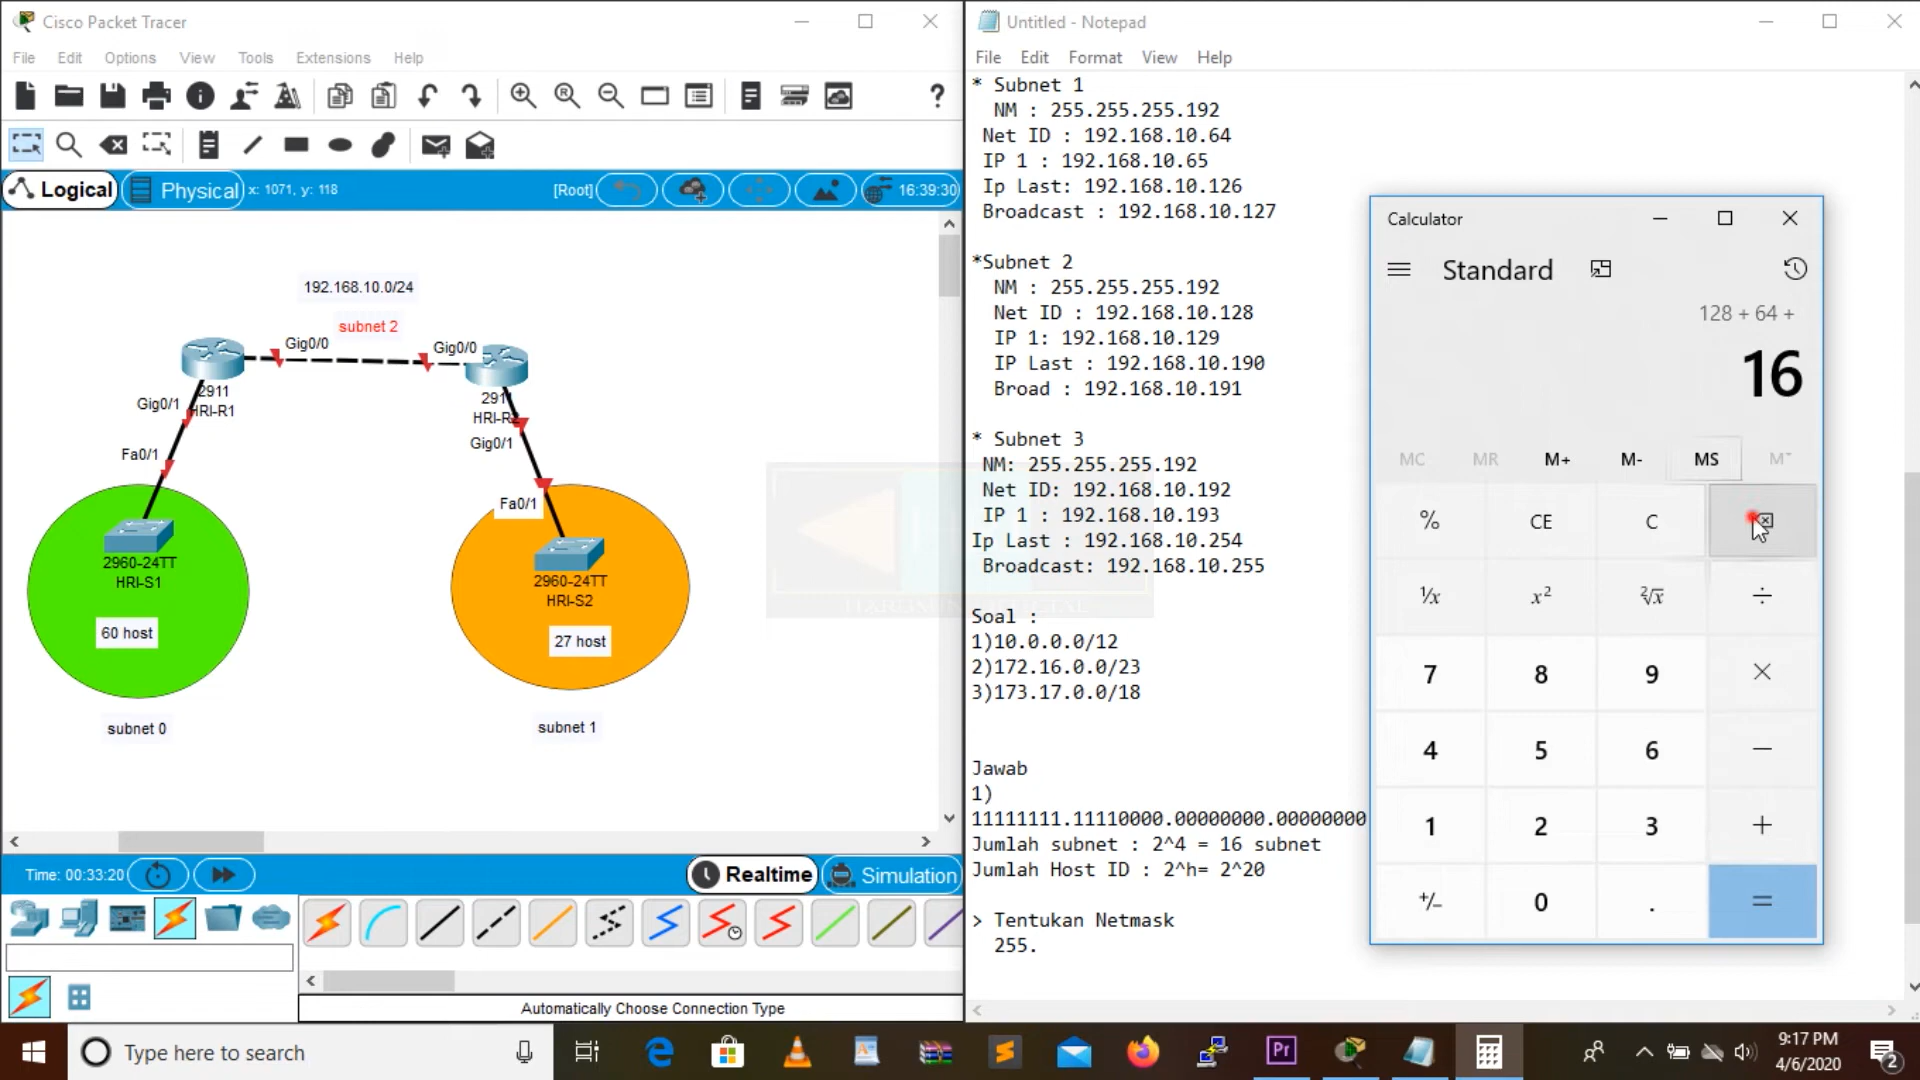 Cisco Packet Tracer
File Edit Options View Tools Extensions Help
Logical
Physical
x: 1071, y: 118
[Root]
16:39:30
192.168.10.0/24
subnet 2
Gig0/0
Gig0/0
2911
HRI-R1
Gig0/1
HRI-R2
Gig0/1
Fa0/1
Fa0/1
2960-24TT
HRI-S1
60 host
2960-24TT
HRI-S2
27 host
subnet 0
subnet 1
Time: 00:33:20
Realtime
Simulation
Automatically Choose Connection Type
Untitled - Notepad
File Edit Format View Help
* Subnet 1
NM : 255.255.255.192
Net ID : 192.168.10.64
IP 1 : 192.168.10.65
Ip Last: 192.168.10.126
Broadcast : 192.168.10.127
*Subnet 2
NM : 255.255.255.192
Net ID : 192.168.10.128
IP 1: 192.168.10.129
IP Last : 192.168.10.190
Broad : 192.168.10.191
* Subnet 3
NM: 255.255.255.192
Net ID: 192.168.10.192
IP 1 : 192.168.10.193
Ip Last : 192.168.10.254
Broadcast: 192.168.10.255
Soal :
1)10.0.0.0/12
2)172.16.0.0/23
3)173.17.0.0/18
Jawab
1)
11111111.11110000.00000000.00000000
Jumlah subnet : 2^4 = 16 subnet
Jumlah Host ID : 2^h= 2^20
> Tentukan Netmask
255.
Calculator
Standard
128 + 64 +
16
MC MR M+ M- MS M
% CE C
1/x x² ²√x ÷
7 8 9 ×
4 5 6 −
1 2 3 +
+/− 0 . =
Type here to search
Pr
9:17 PM
4/6/2020
2